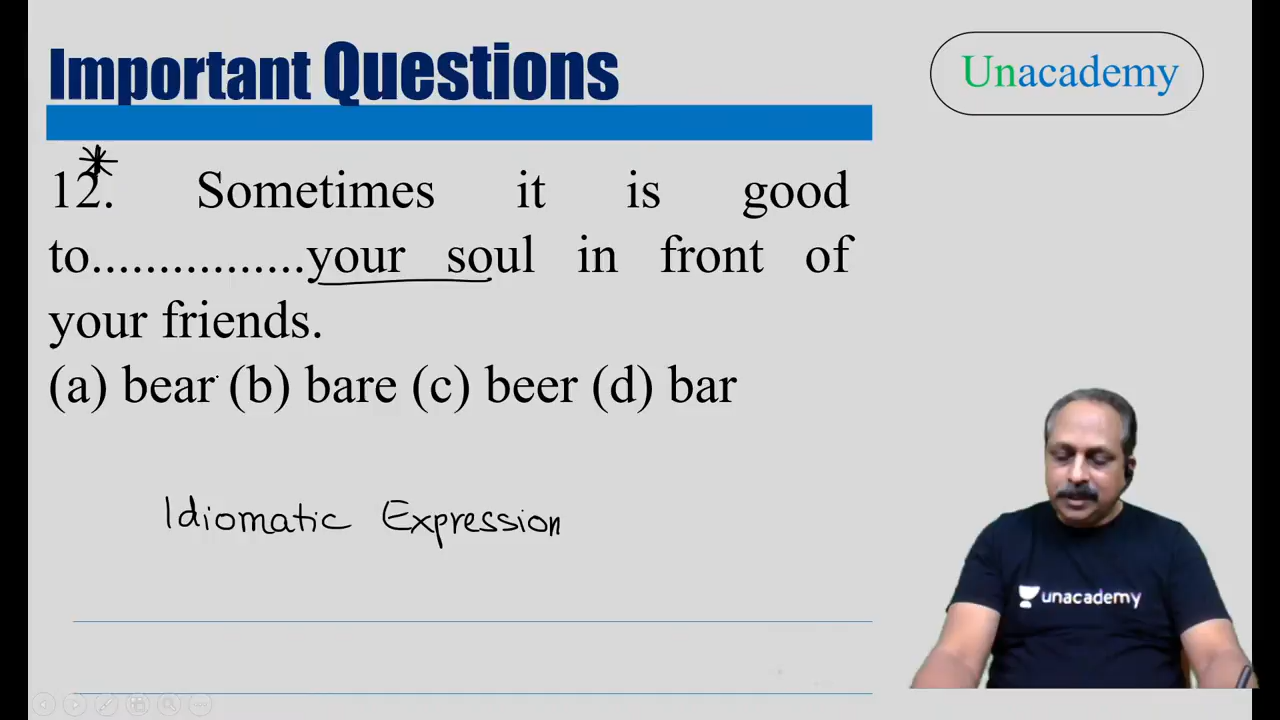 Important Questions
Unacademy
12. Sometimes it is good
to................your soul in front of
your friends.
(a) bear (b) bare (c) beer (d) bar
Idiomatic Expression
unacademy